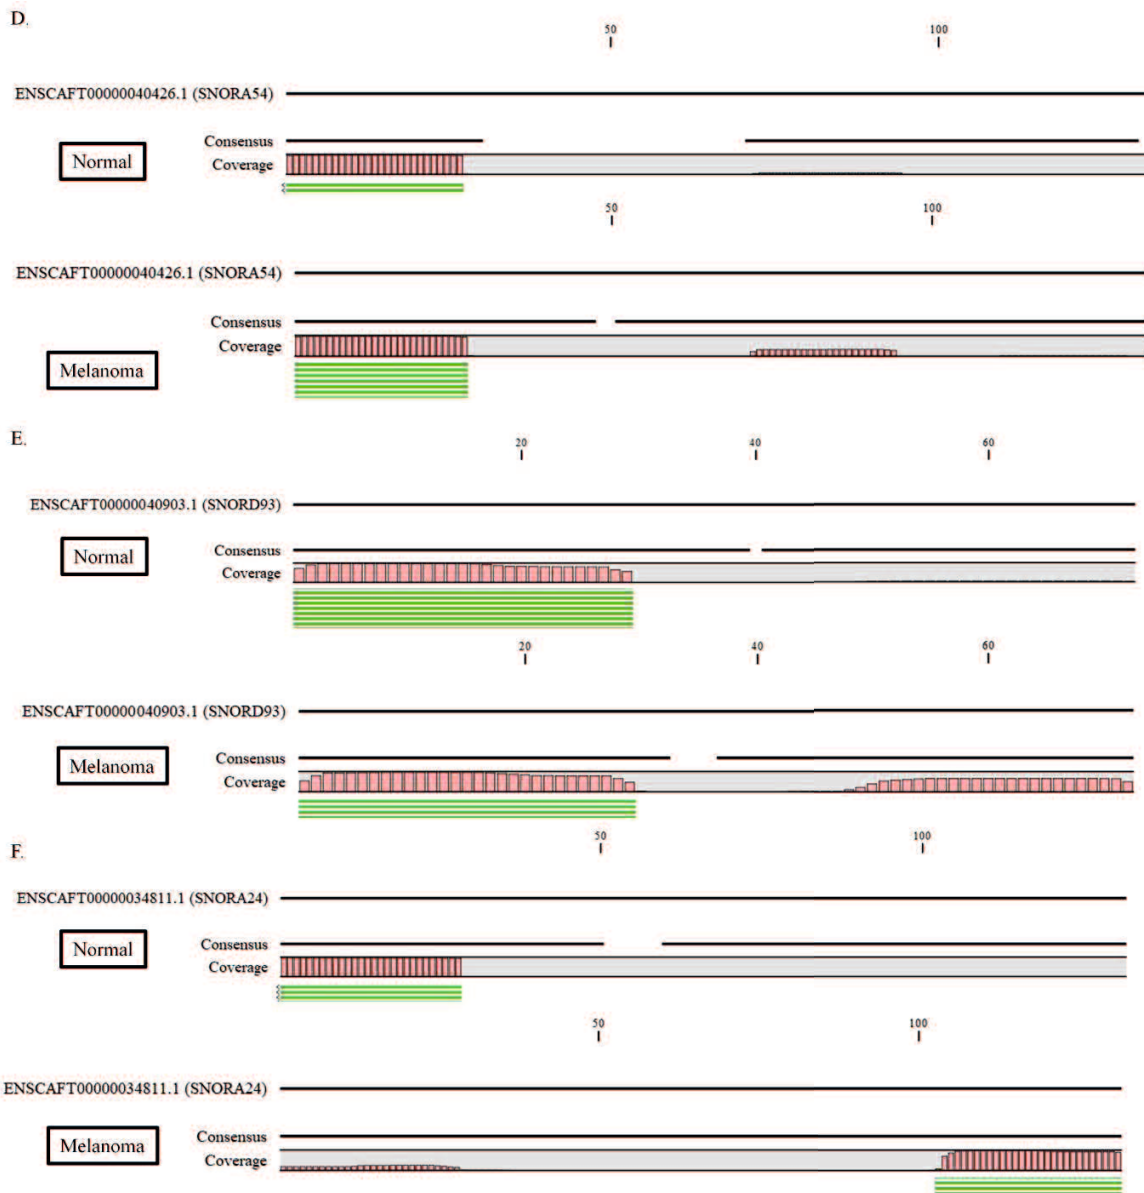 D.
50 100
ENSCAFT00000040426.1 (SNORA54)
Consensus
Normal
Coverage
50 100
ENSCAFT00000040426.1 (SNORA54)
Consensus
Coverage
Melanoma
E.
20 40 60
ENSCAFT00000040903.1 (SNORD93)
Consensus
Normal
Coverage
20 40 60
ENSCAFT00000040903.1 (SNORD93)
Consensus
Melanoma
Coverage
F.
50 100
ENSCAFT00000034811.1 (SNORA24)
Consensus
Normal
Coverage
50 100
ENSCAFT00000034811.1 (SNORA24)
Consensus
Melanoma
Coverage